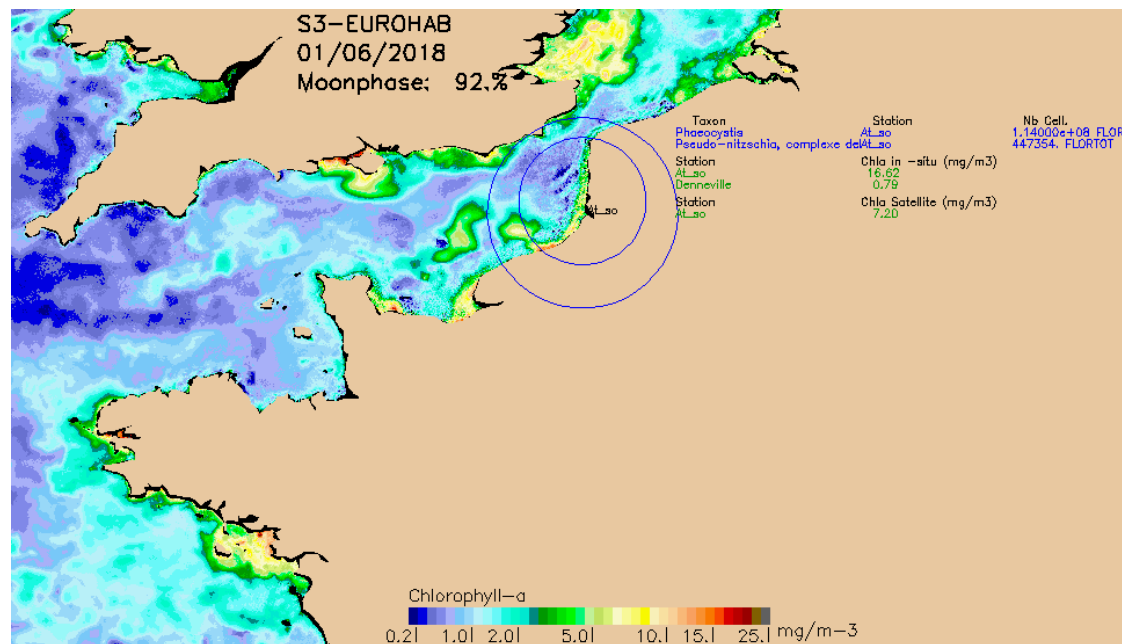 S3-EUROHAB
01/06/2018
Moonphase: 92.%
Taxon Station Nb Cell.
Phaeocystis At_so 1.14000e+08 FLOR
Pseudo-nitzschia, complexe del At_so 447354. FLORTOT
Station Chla in -situ (mg/m3)
At_so 16.62
Denneville 0.79
Station Chla Satellite (mg/m3)
At_so 7.20
At_so
Chlorophyll-a
0.2 1.0 2.0 5.0 10. 15. 25. mg/m-3